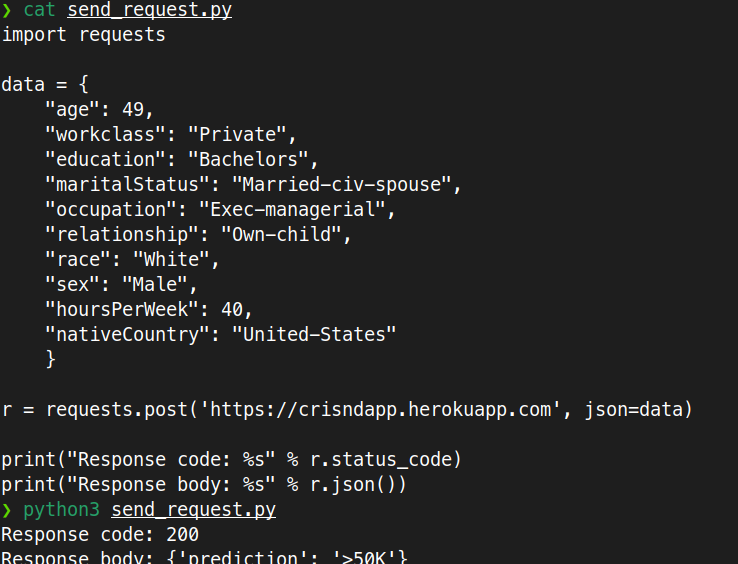 ❯ cat send_request.py
import requests

data = {
    "age": 49,
    "workclass": "Private",
    "education": "Bachelors",
    "maritalStatus": "Married-civ-spouse",
    "occupation": "Exec-managerial",
    "relationship": "Own-child",
    "race": "White",
    "sex": "Male",
    "hoursPerWeek": 40,
    "nativeCountry": "United-States"
    }

r = requests.post('https://crisndapp.herokuapp.com', json=data)

print("Response code: %s" % r.status_code)
print("Response body: %s" % r.json())
❯ python3 send_request.py
Response code: 200
Response body: {'prediction': '>50K'}